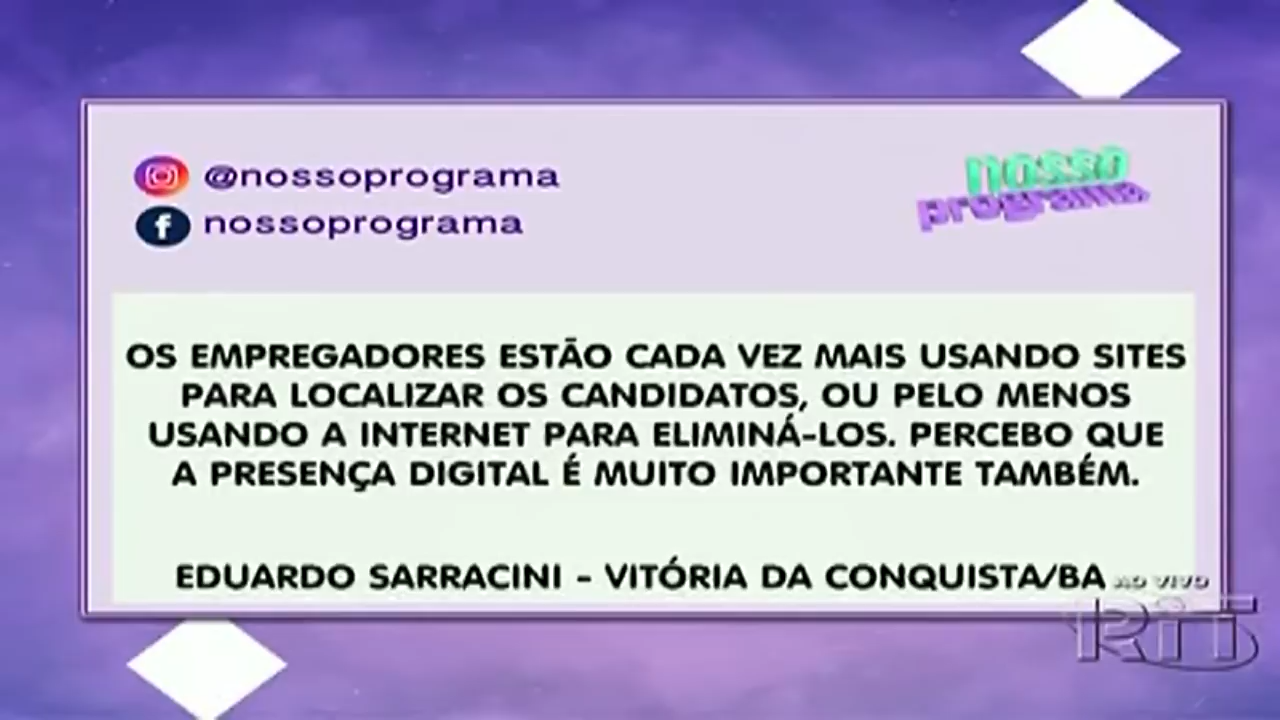 @nossoprograma
nossoprograma
nosso
programa
OS EMPREGADORES ESTÃO CADA VEZ MAIS USANDO SITES
PARA LOCALIZAR OS CANDIDATOS, OU PELO MENOS
USANDO A INTERNET PARA ELIMINÁ-LOS. PERCEBO QUE
A PRESENÇA DIGITAL É MUITO IMPORTANTE TAMBÉM.
EDUARDO SARRACINI - VITÓRIA DA CONQUISTA/BA
AO VIVO
RiT